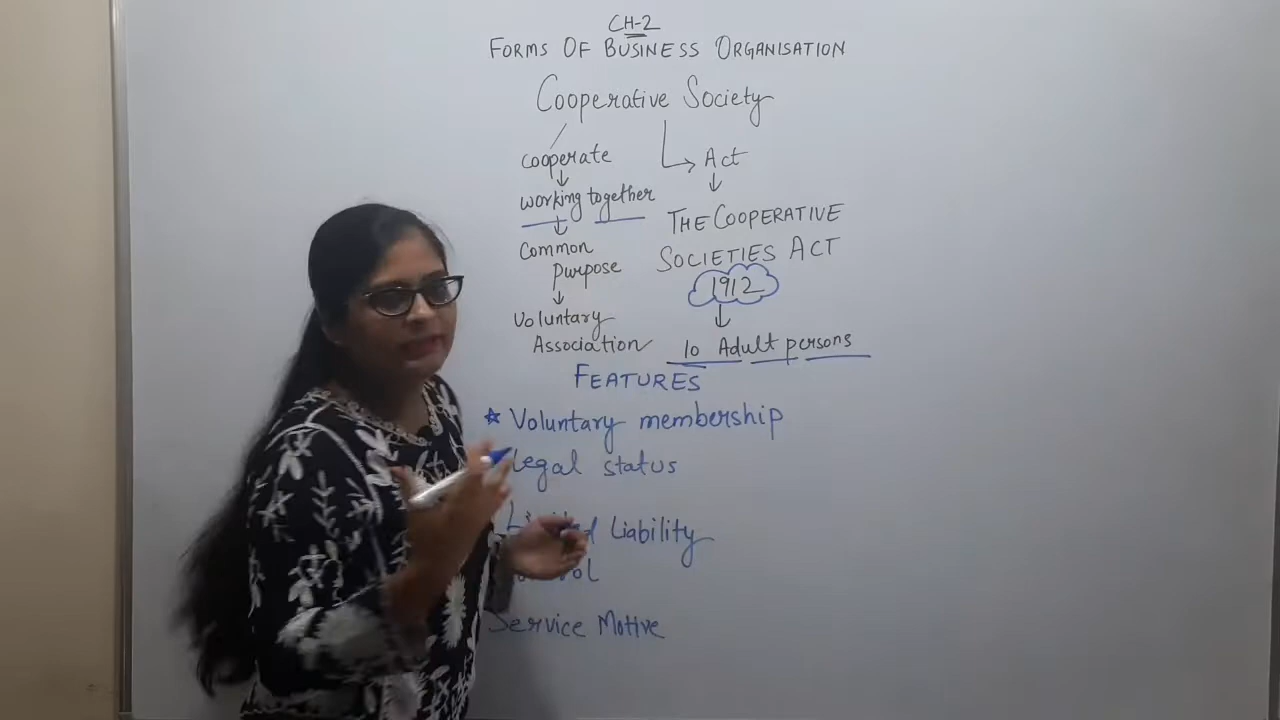 CH-2
FORMS OF BUSINESS ORGANISATION
Cooperative Society
cooperate
→ Act
↓
↓
working together
THE COOPERATIVE
↓
Common
SOCIETIES ACT
Purpose
1912
↓
↓
Voluntary
Association
10 Adult persons
FEATURES
☆ Voluntary membership
Legal status
Liability
Service Motive